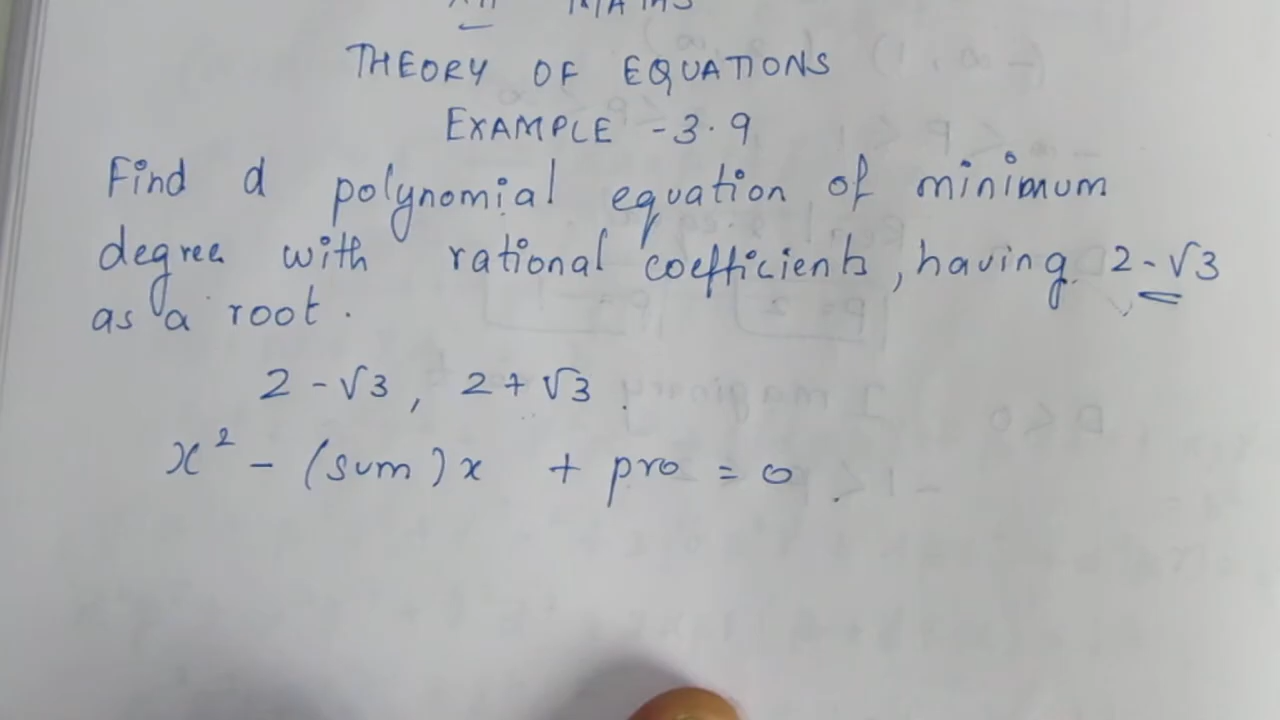 THEORY OF EQUATIONS
EXAMPLE - 3.9
Find a polynomial equation of minimum
degree with rational coefficients, having 2-√3
as a root.
2-√3, 2+√3.
x² - (sum)x + pro = 0.